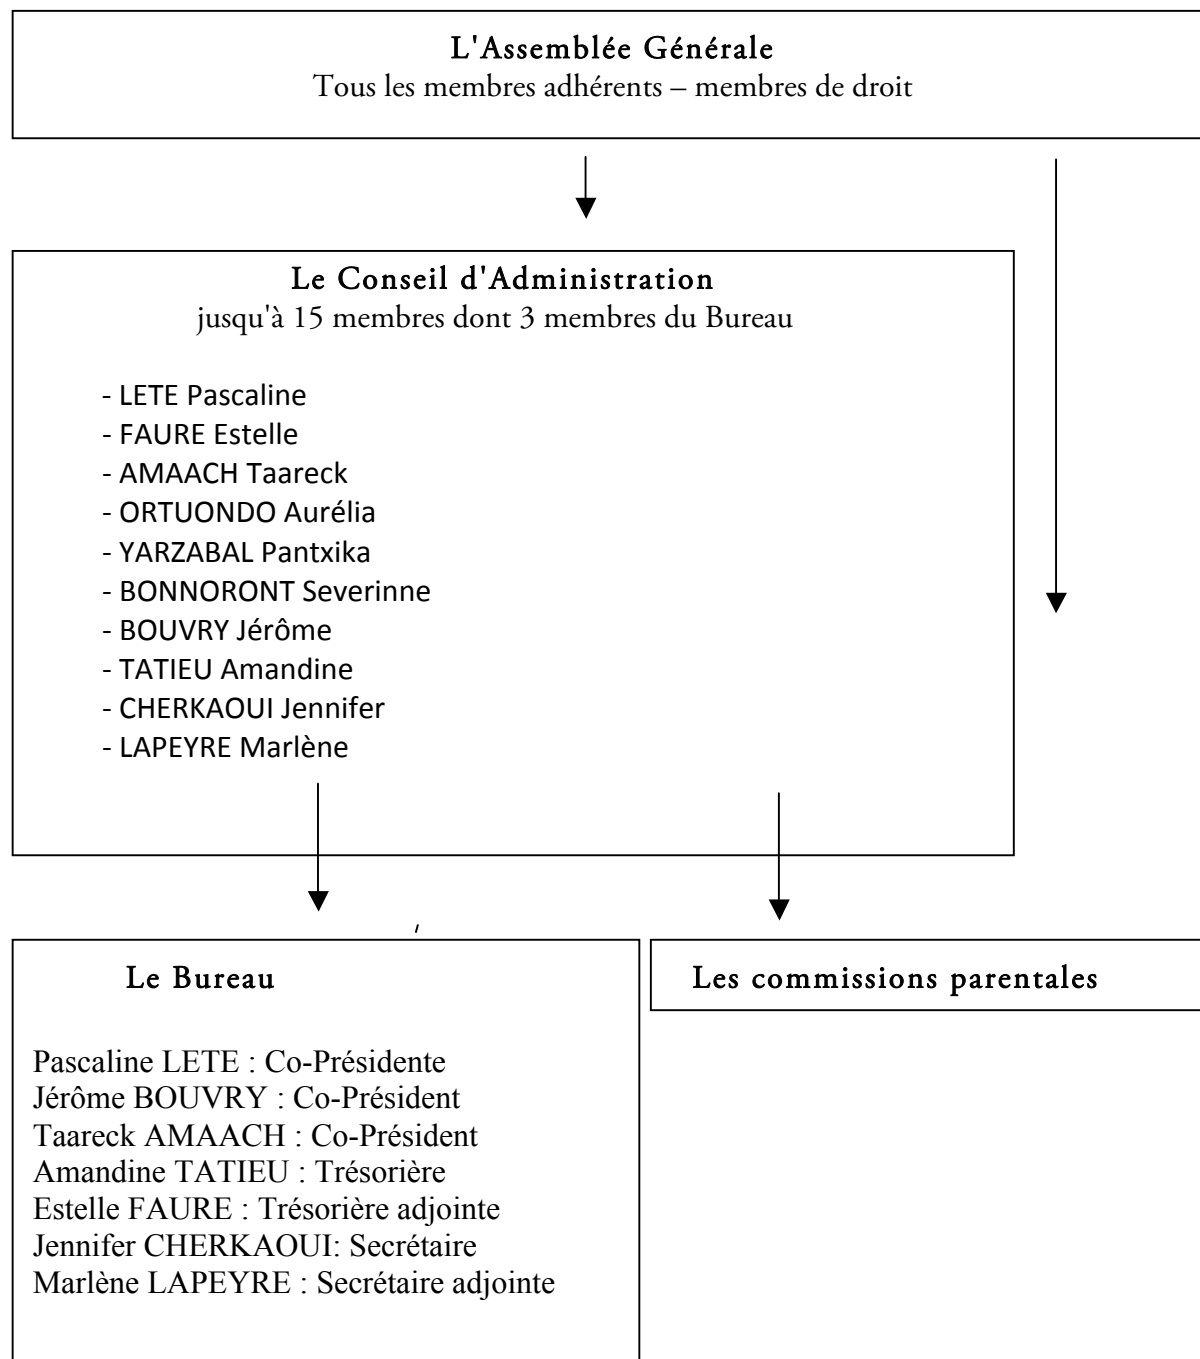 L'Assemblée Générale
Tous les membres adhérents – membres de droit
Le Conseil d'Administration
jusqu'à 15 membres dont 3 membres du Bureau
- LETE Pascaline
- FAURE Estelle
- AMAACH Taareck
- ORTUONDO Aurélia
- YARZABAL Pantxika
- BONNORONT Severinne
- BOUVRY Jérôme
- TATIEU Amandine
- CHERKAOUI Jennifer
- LAPEYRE Marlène
Le Bureau
Pascaline LETE : Co-Présidente
Jérôme BOUVRY : Co-Président
Taareck AMAACH : Co-Président
Amandine TATIEU : Trésorière
Estelle FAURE : Trésorière adjointe
Jennifer CHERKAOUI: Secrétaire
Marlène LAPEYRE : Secrétaire adjointe
Les commissions parentales